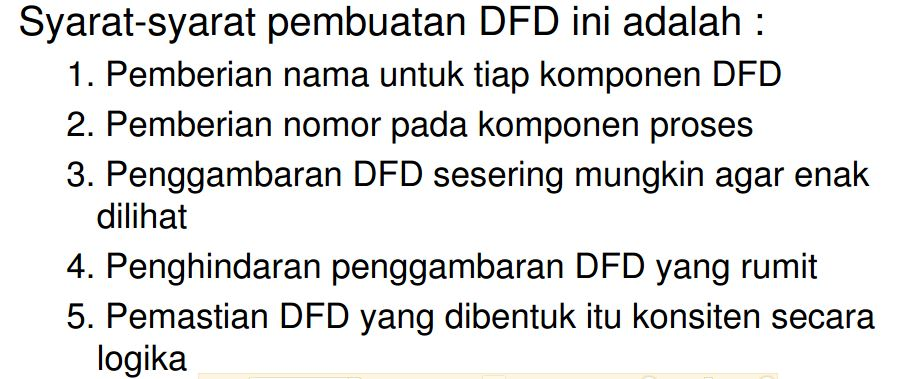 Syarat-syarat pembuatan DFD ini adalah :
1. Pemberian nama untuk tiap komponen DFD
2. Pemberian nomor pada komponen proses
3. Penggambaran DFD sesering mungkin agar enak
dilihat
4. Penghindaran penggambaran DFD yang rumit
5. Pemastian DFD yang dibentuk itu konsiten secara
logika